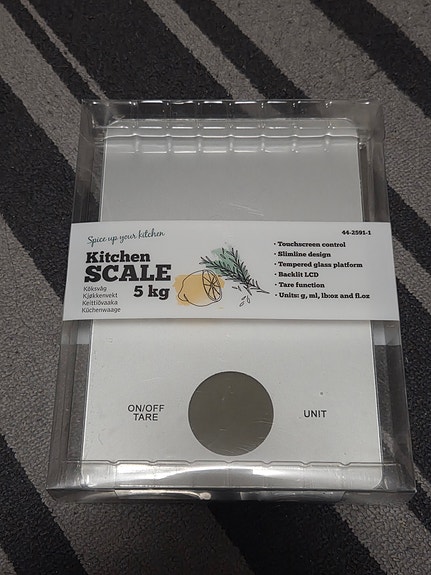 Spice up your kitchen
44-2591-1
Kitchen
SCALE
5 kg
Köksvåg
Kjøkkenvekt
Keittiövaaka
Küchenwaage
• Touchscreen control
• Slimline design
• Tempered glass platform
• Backlit LCD
• Tare function
• Units: g, ml, lb:oz and fl.oz
ON/OFF
TARE
UNIT